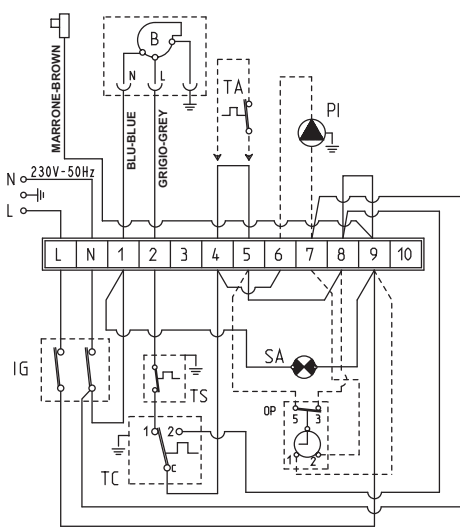 MARRONE-BROWN
B
N L
BLU-BLUE
GRIGIO-GREY
TA
PI
N 230V-50Hz
L
L N 1 2 3 4 5 6 7 8 9 10
IG
SA
TS
OP
5 3
1 2
TC
1 2
C